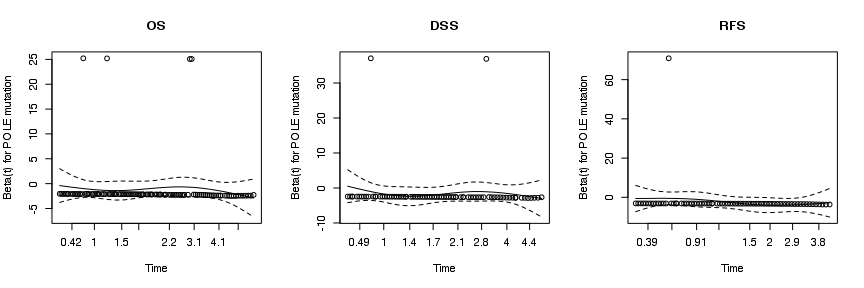 OS
DSS
RFS
Beta(t) for POLE mutation
25
20
15
10
5
0
-5
0.42 1 1.5 2.2 3.1 4.1
Time
Beta(t) for POLE mutation
30
20
10
0
-10
0.49 1 1.4 1.7 2.1 2.8 4 4.4
Time
Beta(t) for POLE mutation
60
40
20
0
0.39 0.91 1.5 2 2.9 3.8
Time